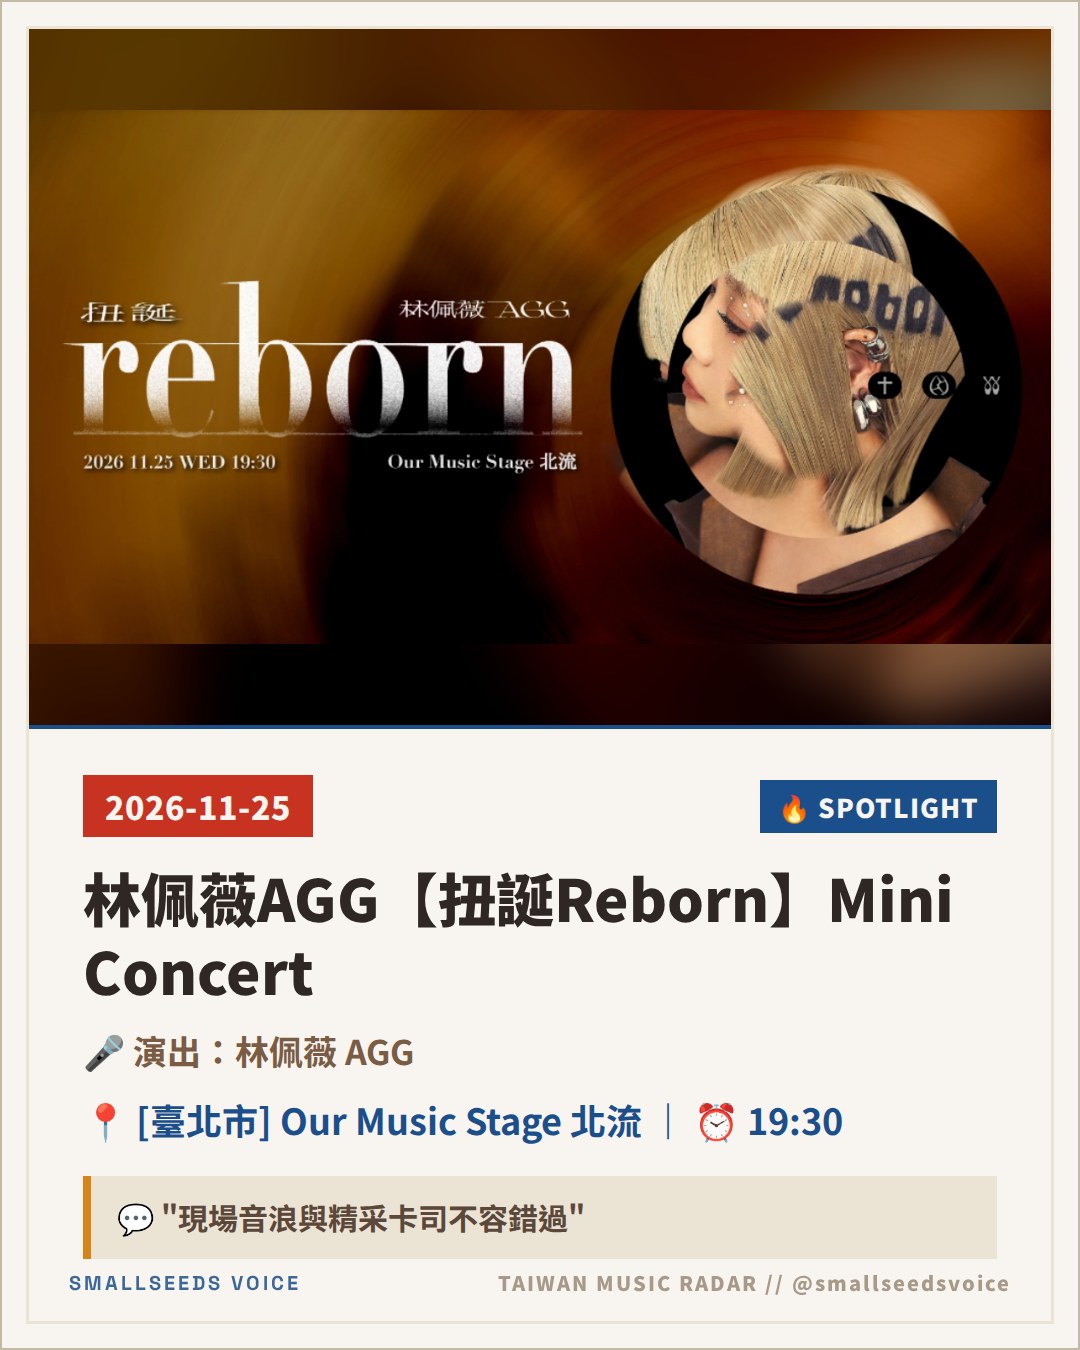 扭誕
林佩薇 AGG
reborn
2026 11.25 WED 19:30
Our Music Stage 北流
2026-11-25
🔥 SPOTLIGHT
林佩薇AGG【扭誕Reborn】Mini
Concert
🎤 演出：林佩薇 AGG
📍 [臺北市] Our Music Stage 北流 ｜ ⏰ 19:30
💬 "現場音浪與精采卡司不容錯過"
SMALLSEEDS VOICE
TAIWAN MUSIC RADAR // @smallseedsvoice